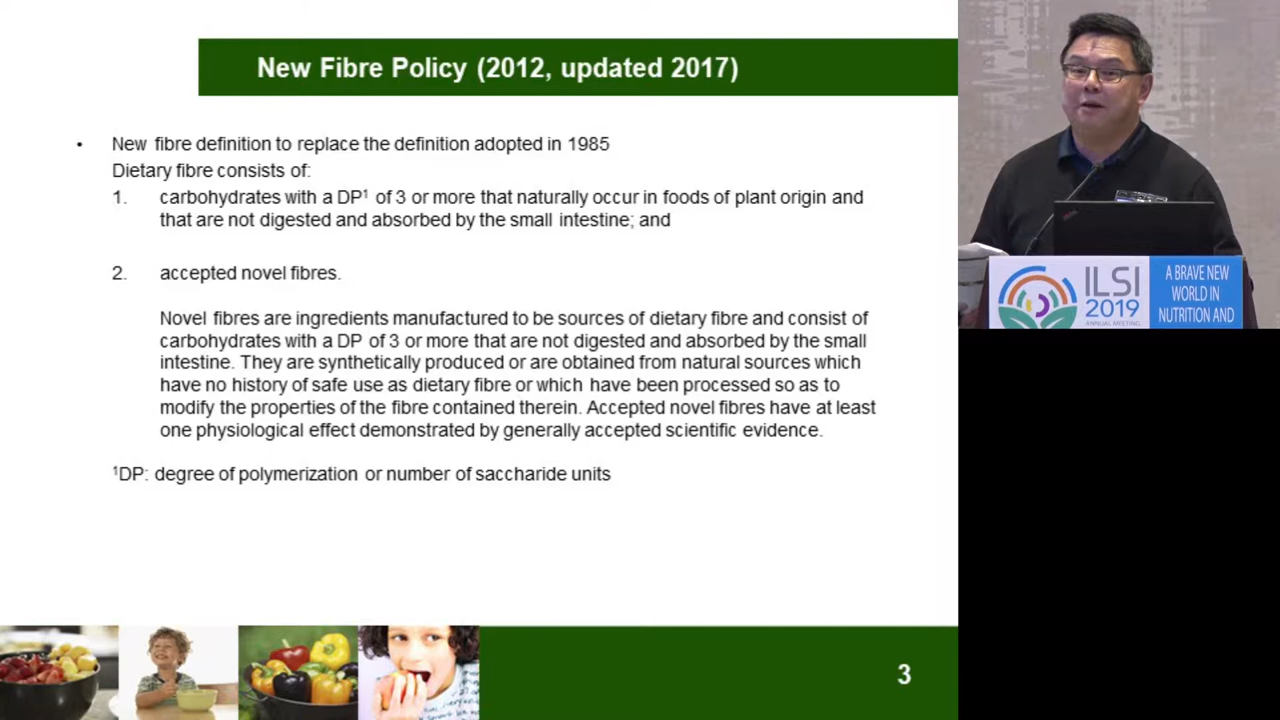 New Fibre Policy (2012, updated 2017)
• New fibre definition to replace the definition adopted in 1985
Dietary fibre consists of:
1. carbohydrates with a DP¹ of 3 or more that naturally occur in foods of plant origin and
that are not digested and absorbed by the small intestine; and
2. accepted novel fibres.
Novel fibres are ingredients manufactured to be sources of dietary fibre and consist of
carbohydrates with a DP of 3 or more that are not digested and absorbed by the small
intestine. They are synthetically produced or are obtained from natural sources which
have no history of safe use as dietary fibre or which have been processed so as to
modify the properties of the fibre contained therein. Accepted novel fibres have at least
one physiological effect demonstrated by generally accepted scientific evidence.
¹DP: degree of polymerization or number of saccharide units
3
ILSI
2019
ANNUAL MEETING
A BRAVE NEW
WORLD IN
NUTRITION AND